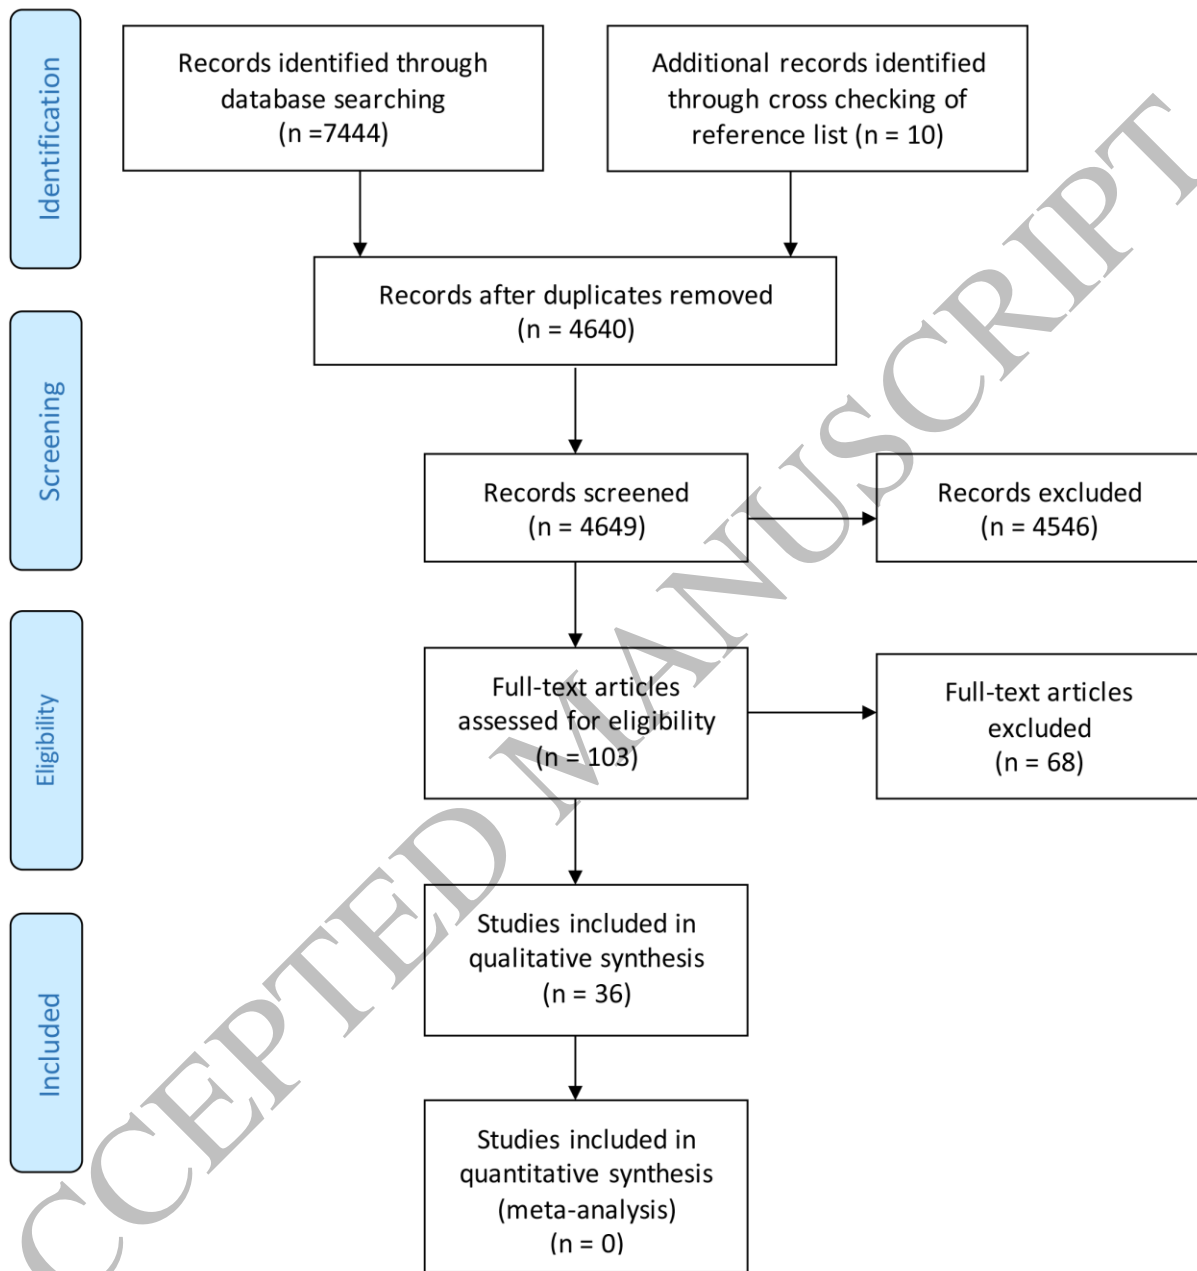 Identification
Records identified through
database searching
(n =7444)
Additional records identified
through cross checking of
reference list (n = 10)
Records after duplicates removed
(n = 4640)
Screening
Records screened
(n = 4649)
Records excluded
(n = 4546)
Eligibility
Full-text articles
assessed for eligibility
(n = 103)
Full-text articles
excluded
(n = 68)
Included
Studies included in
qualitative synthesis
(n = 36)
Studies included in
quantitative synthesis
(meta-analysis)
(n = 0)
CCEPTED MANUSCRIPT